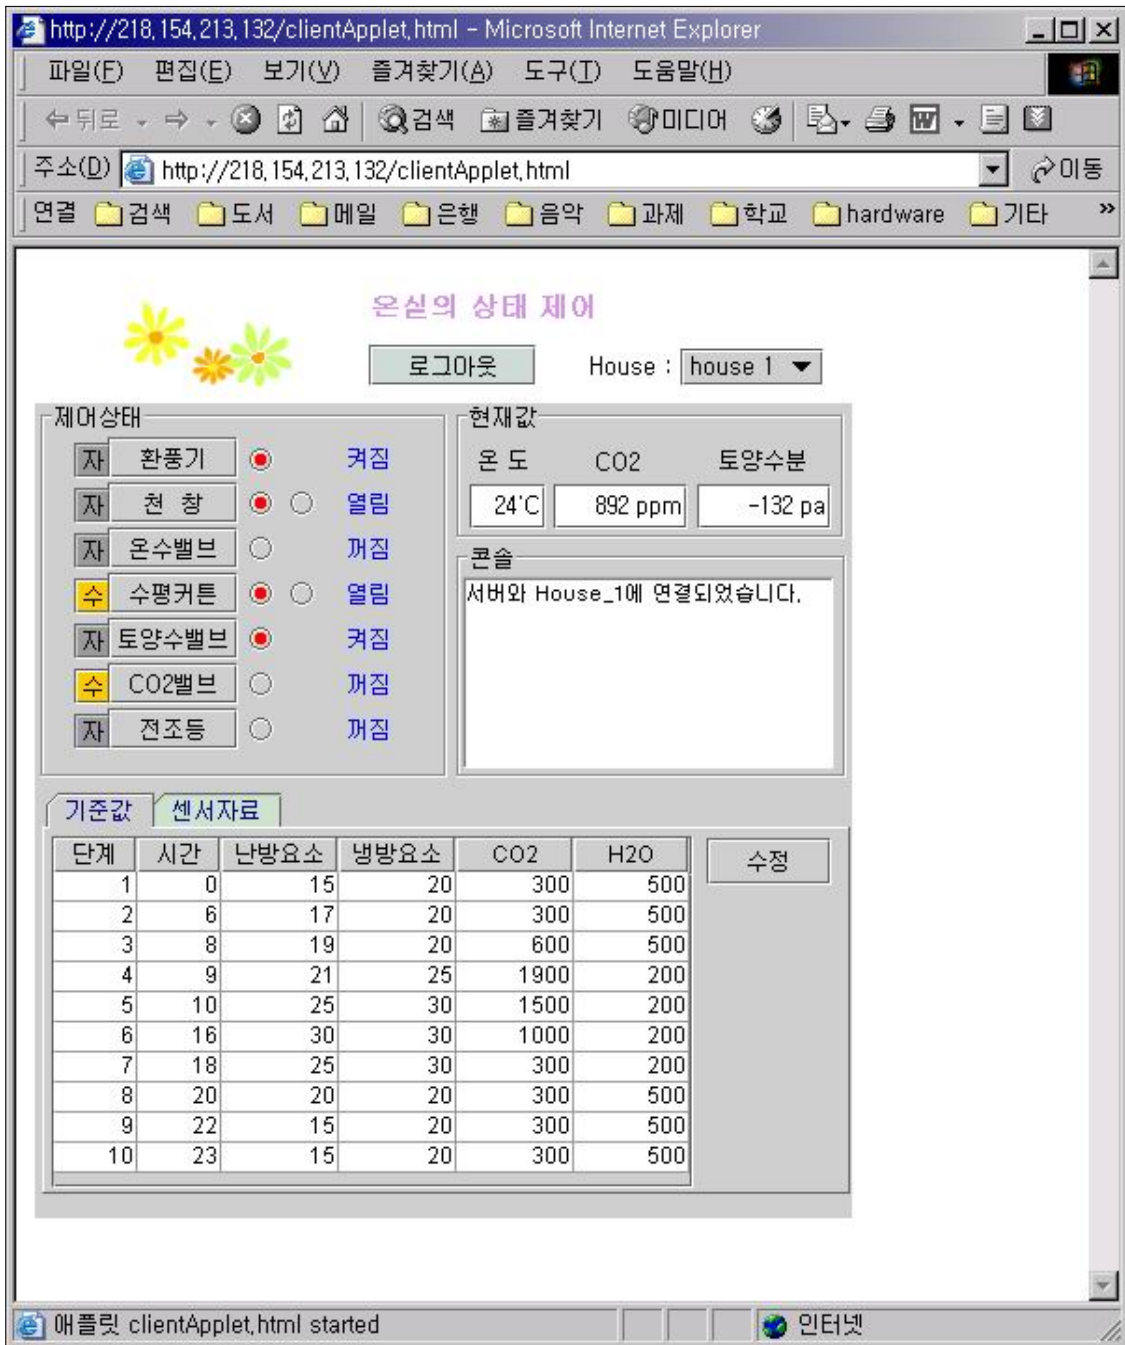 http://218,154,213,132/clientApplet,html - Microsoft Internet Explorer
파일(F) 편집(E) 보기(V) 즐겨찾기(A) 도구(T) 도움말(H)
뒤로 검색 즐겨찾기 미디어
주소(D) http://218,154,213,132/clientApplet,html 이동
연결 검색 도서 메일 은행 음악 과제 학교 hardware 기타 »
온실의 상태 제어
로그아웃 House : house 1
제어상태
자 환풍기 켜짐
자 천 창 열림
자 온수밸브 꺼짐
수 수평커튼 열림
자 토양수밸브 켜짐
수 CO2밸브 꺼짐
자 전조등 꺼짐
현재값
온 도 CO2 토양수분
24'C 892 ppm -132 pa
콘솔
서버와 House_1에 연결되었습니다,
기준값 센서자료
단계 시간 난방요소 냉방요소 CO2 H2O 수정
1 0 15 20 300 500
2 6 17 20 300 500
3 8 19 20 600 500
4 9 21 25 1900 200
5 10 25 30 1500 200
6 16 30 30 1000 200
7 18 25 30 300 200
8 20 20 20 300 500
9 22 15 20 300 500
10 23 15 20 300 500
애플릿 clientApplet,html started 인터넷